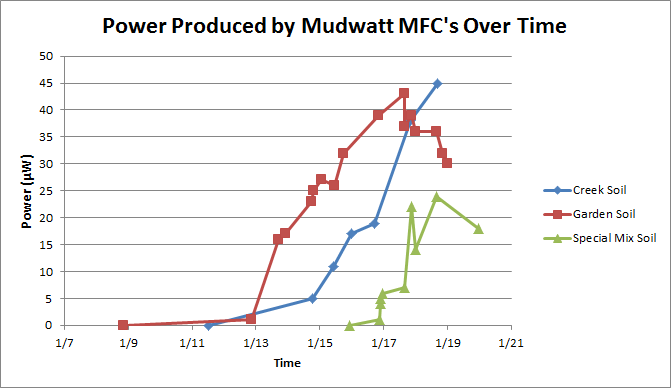 Power Produced by Mudwatt MFC's Over Time
50
45
40
35
30
25
20
15
10
5
0
Power (µW)
1/7 1/9 1/11 1/13 1/15 1/17 1/19 1/21
Time
Creek Soil
Garden Soil
Special Mix Soil